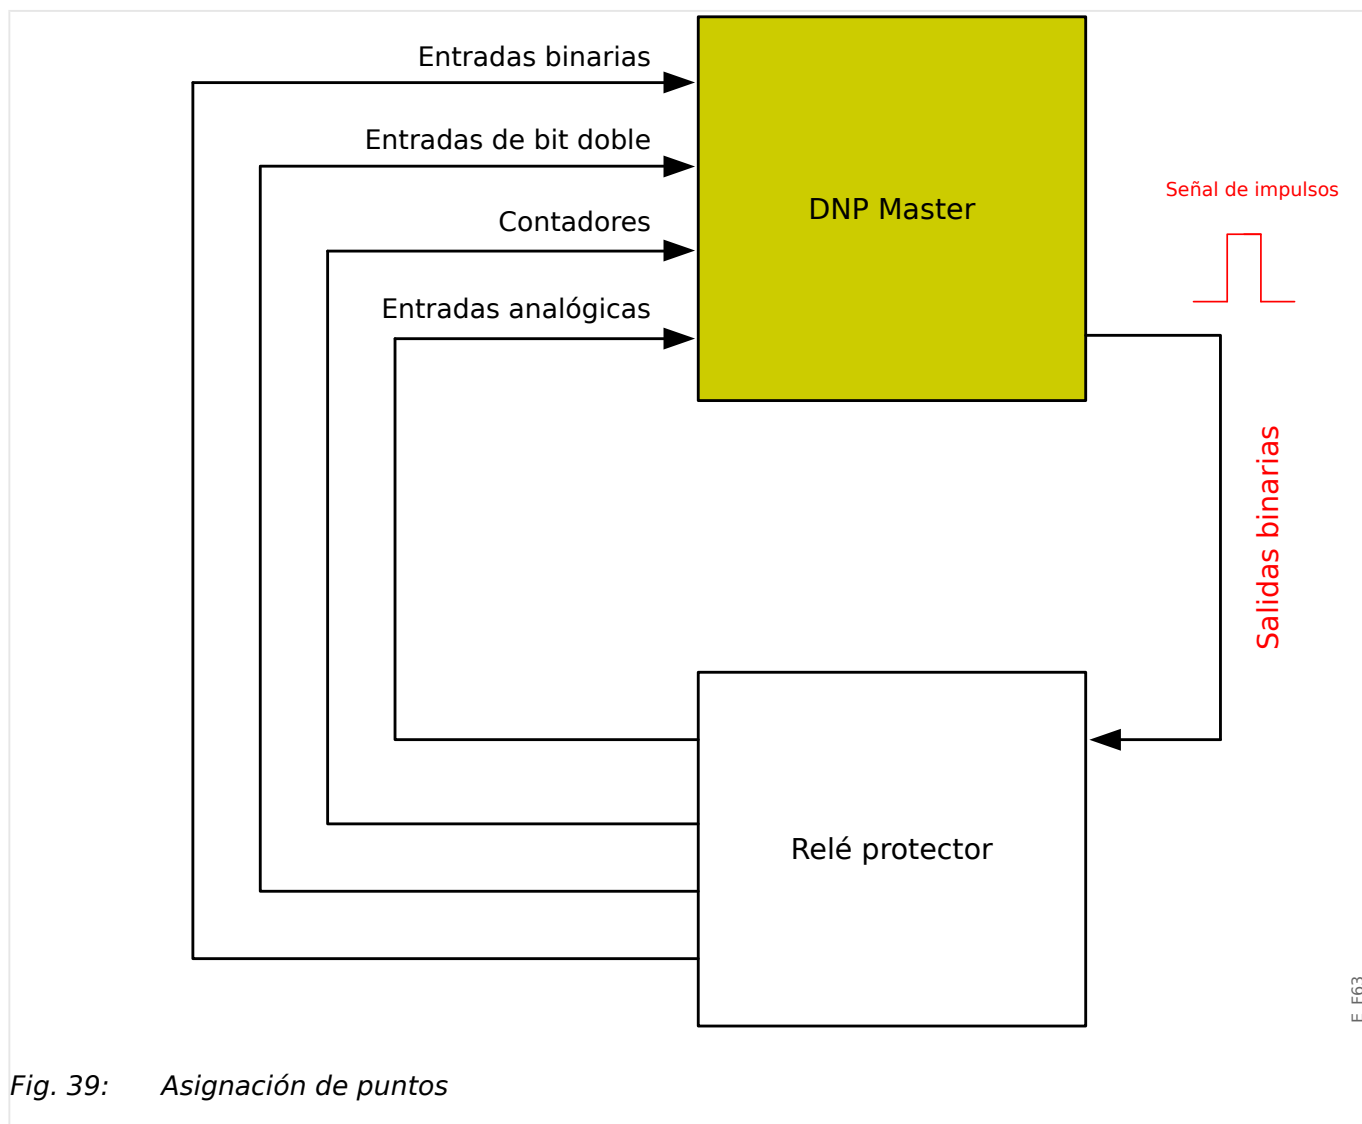 Entradas binarias
Entradas de bit doble
Contadores
Entradas analógicas
DNP Master
Señal de impulsos
Salidas binarias
Relé protector
Fig. 39: Asignación de puntos